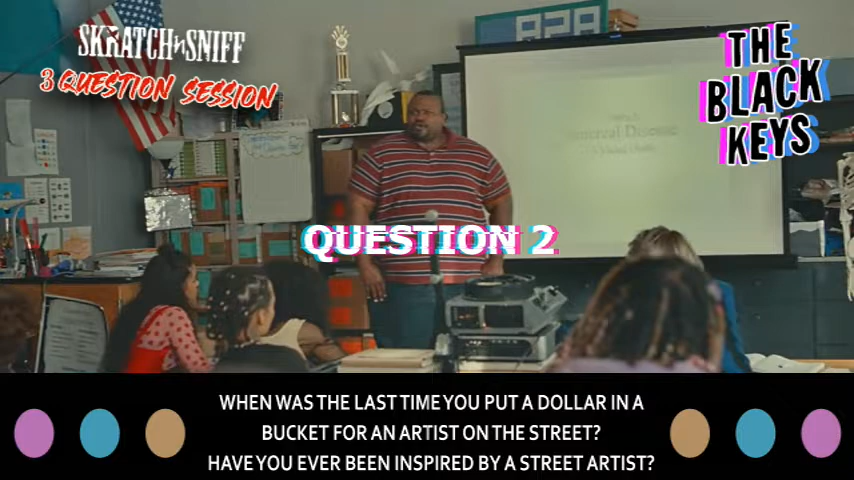 SKRATCH N SNIFF
3 QUESTION SESSION
A2A
THE
BLACK
KEYS
QUESTION 2
WHEN WAS THE LAST TIME YOU PUT A DOLLAR IN A
BUCKET FOR AN ARTIST ON THE STREET?
HAVE YOU EVER BEEN INSPIRED BY A STREET ARTIST?